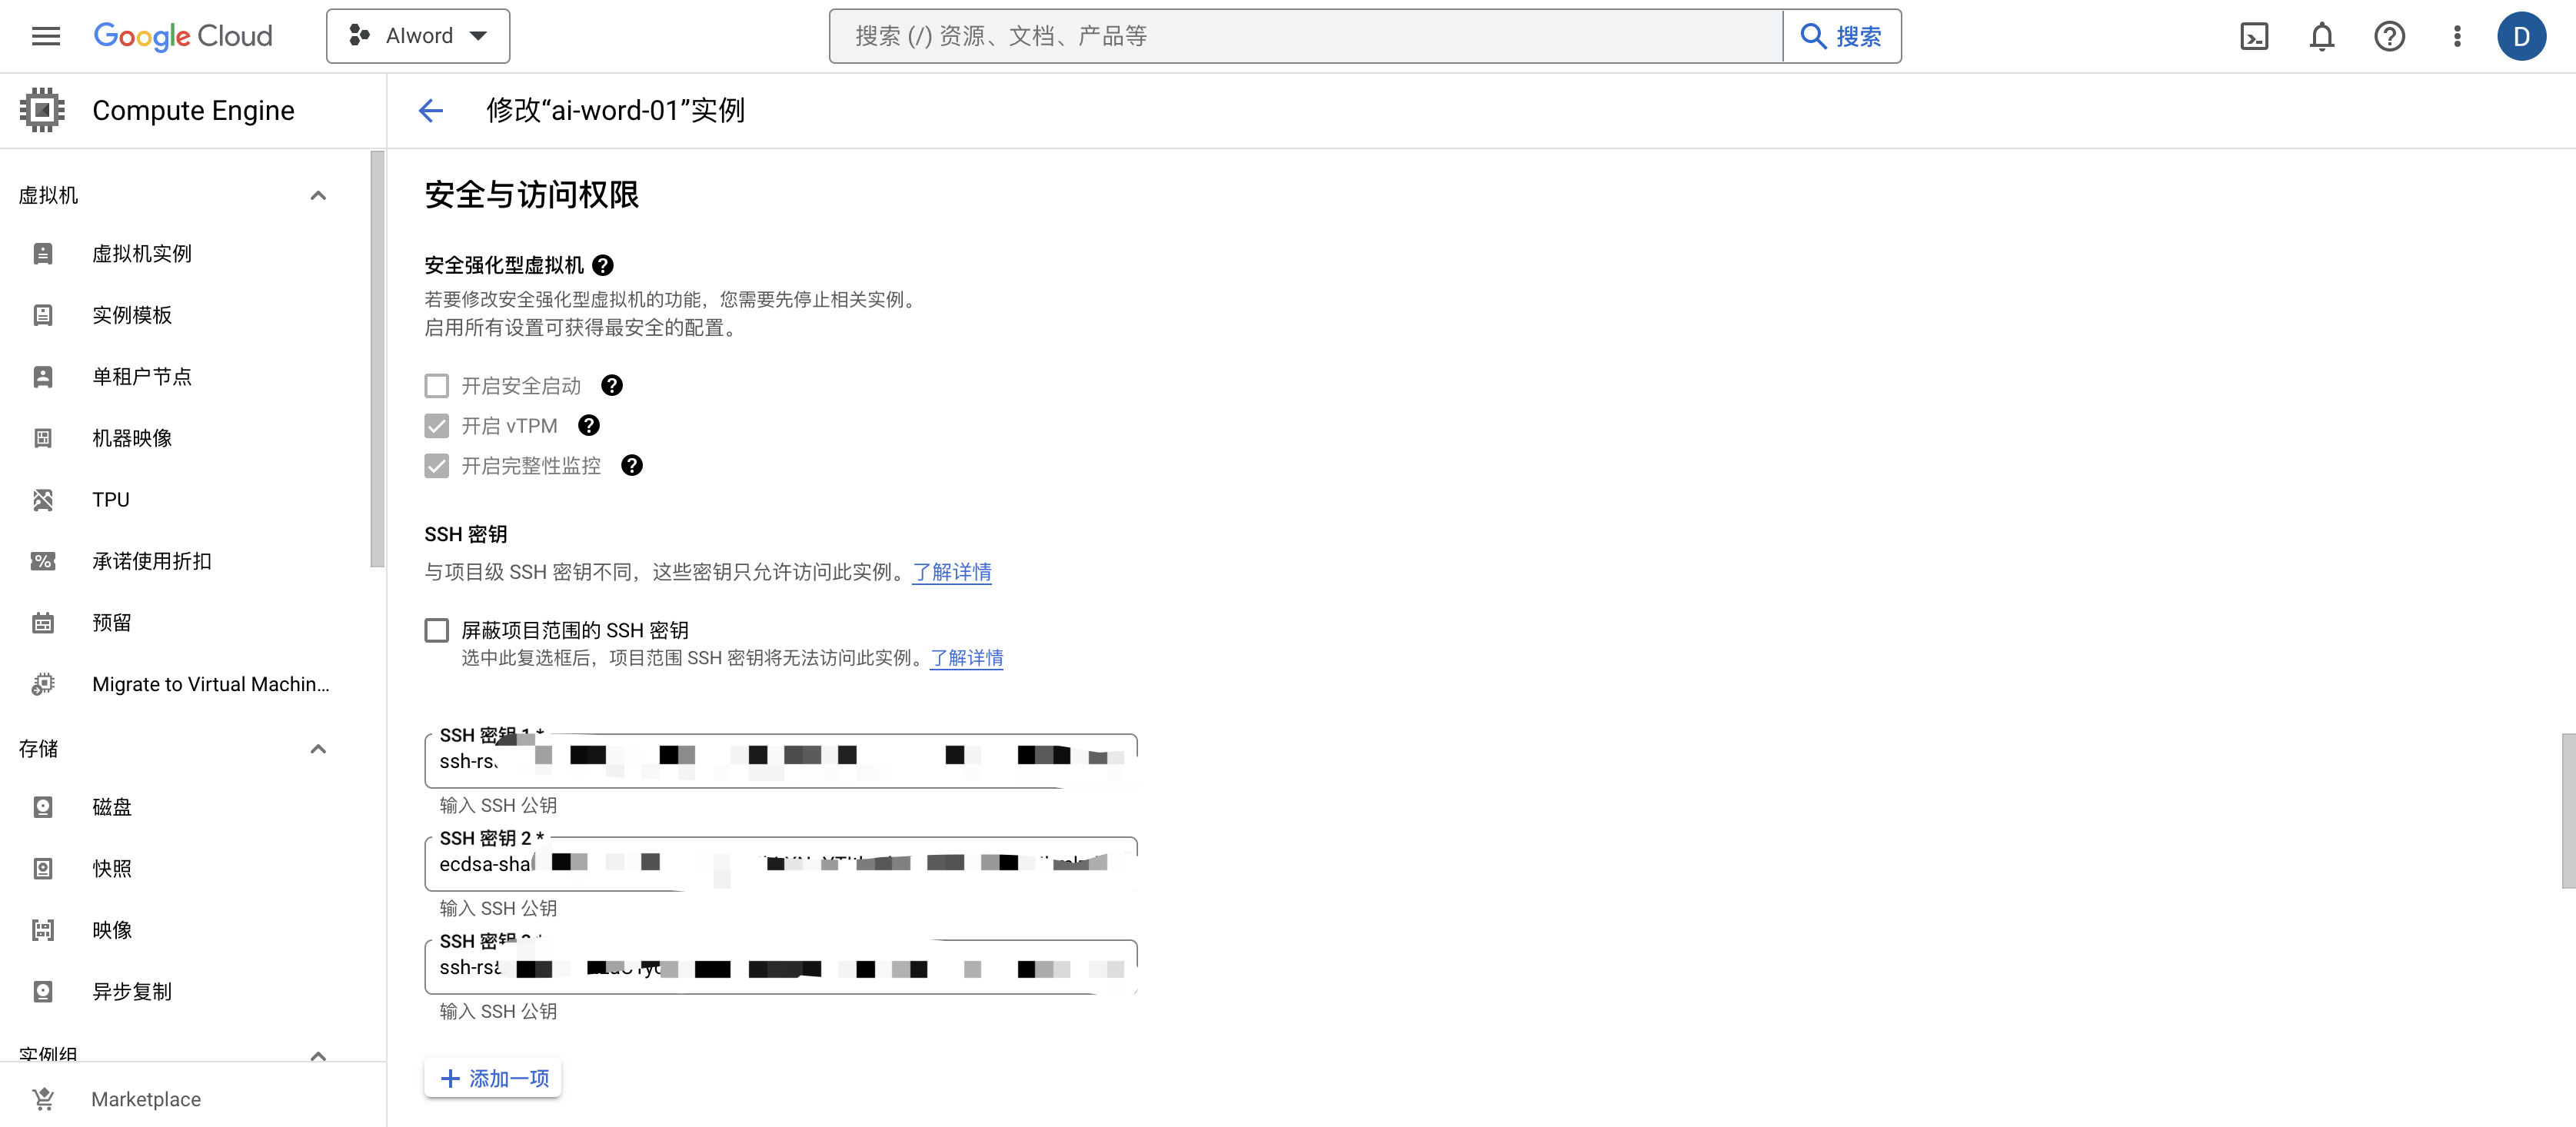 Google Cloud
AIword
搜索 (/) 资源、文档、产品等
搜索
D
Compute Engine
修改“ai-word-01”实例
虚拟机
虚拟机实例
实例模板
单租户节点
机器映像
TPU
承诺使用折扣
预留
Migrate to Virtual Machin...
存储
磁盘
快照
映像
异步复制
实例组
Marketplace
安全与访问权限
安全强化型虚拟机
若要修改安全强化型虚拟机的功能，您需要先停止相关实例。
启用所有设置可获得最安全的配置。
开启安全启动
开启 vTPM
开启完整性监控
SSH 密钥
与项目级 SSH 密钥不同，这些密钥只允许访问此实例。了解详情
屏蔽项目范围的 SSH 密钥
选中此复选框后，项目范围 SSH 密钥将无法访问此实例。了解详情
SSH 密钥 1 *
输入 SSH 公钥
SSH 密钥 2 *
ecdsa-sha
输入 SSH 公钥
SSH 密钥
输入 SSH 公钥
添加一项